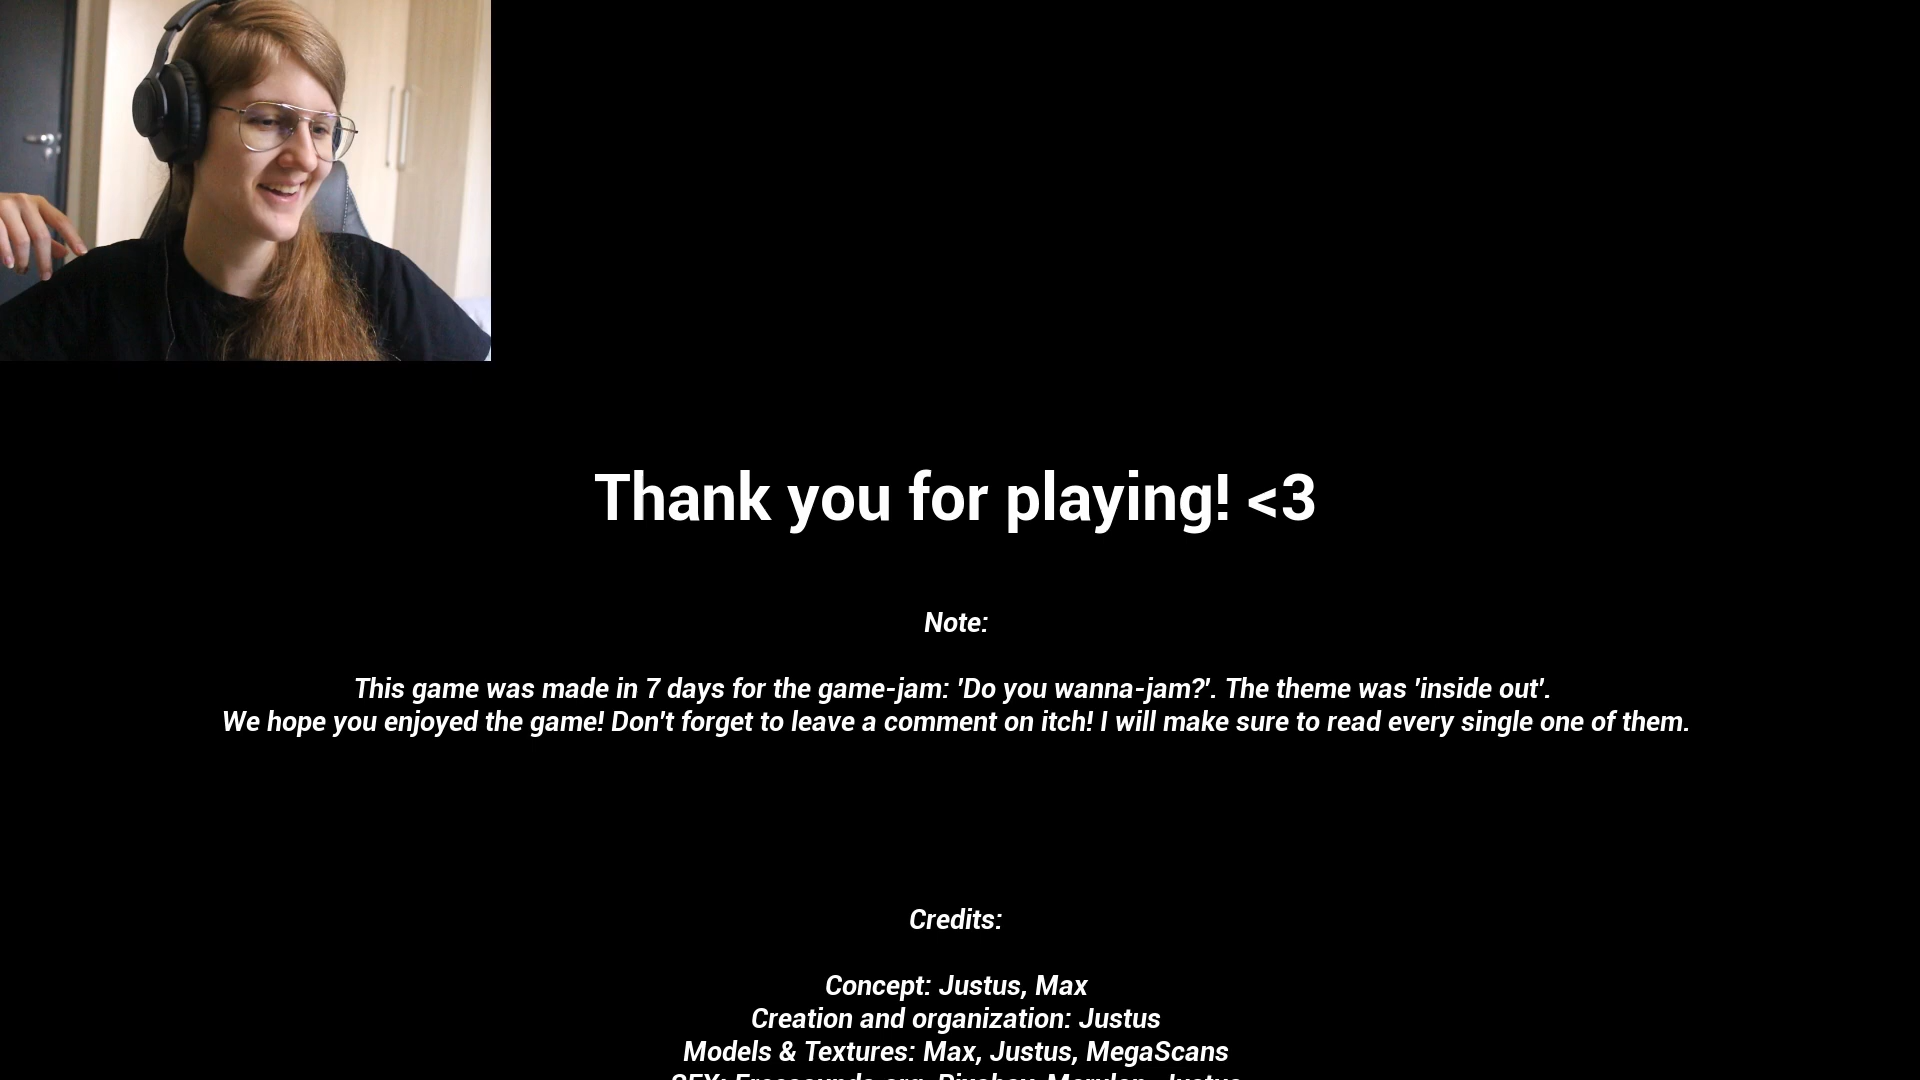 Thank you for playing! <3
Note:
This game was made in 7 days for the game-jam: 'Do you wanna-jam?'. The theme was 'inside out'.
We hope you enjoyed the game! Don't forget to leave a comment on itch! I will make sure to read every single one of them.
Credits:
Concept: Justus, Max
Creation and organization: Justus
Models & Textures: Max, Justus, MegaScans